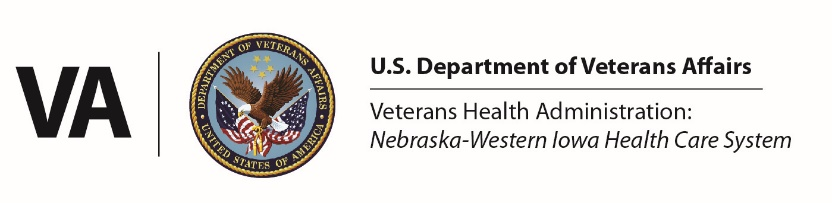 VA
DEPARTMENT OF VETERANS AFFAIRS
UNITED STATES OF AMERICA
U.S. Department of Veterans Affairs
Veterans Health Administration:
Nebraska-Western Iowa Health Care System